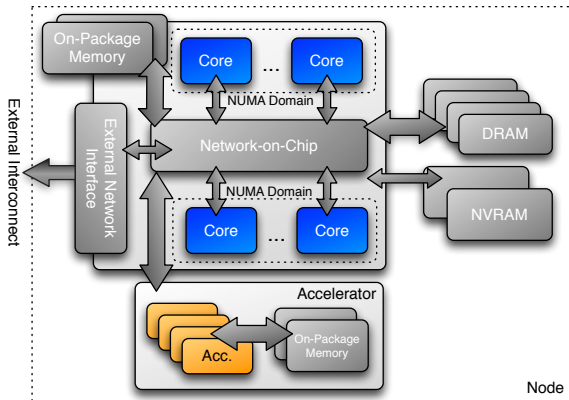 On-Package
Memory
Core
...
Core
NUMA Domain
External Interconnect
External Network
Interface
Network-on-Chip
DRAM
NUMA Domain
NVRAM
Core
...
Core
Accelerator
Acc.
On-Package
Memory
Node